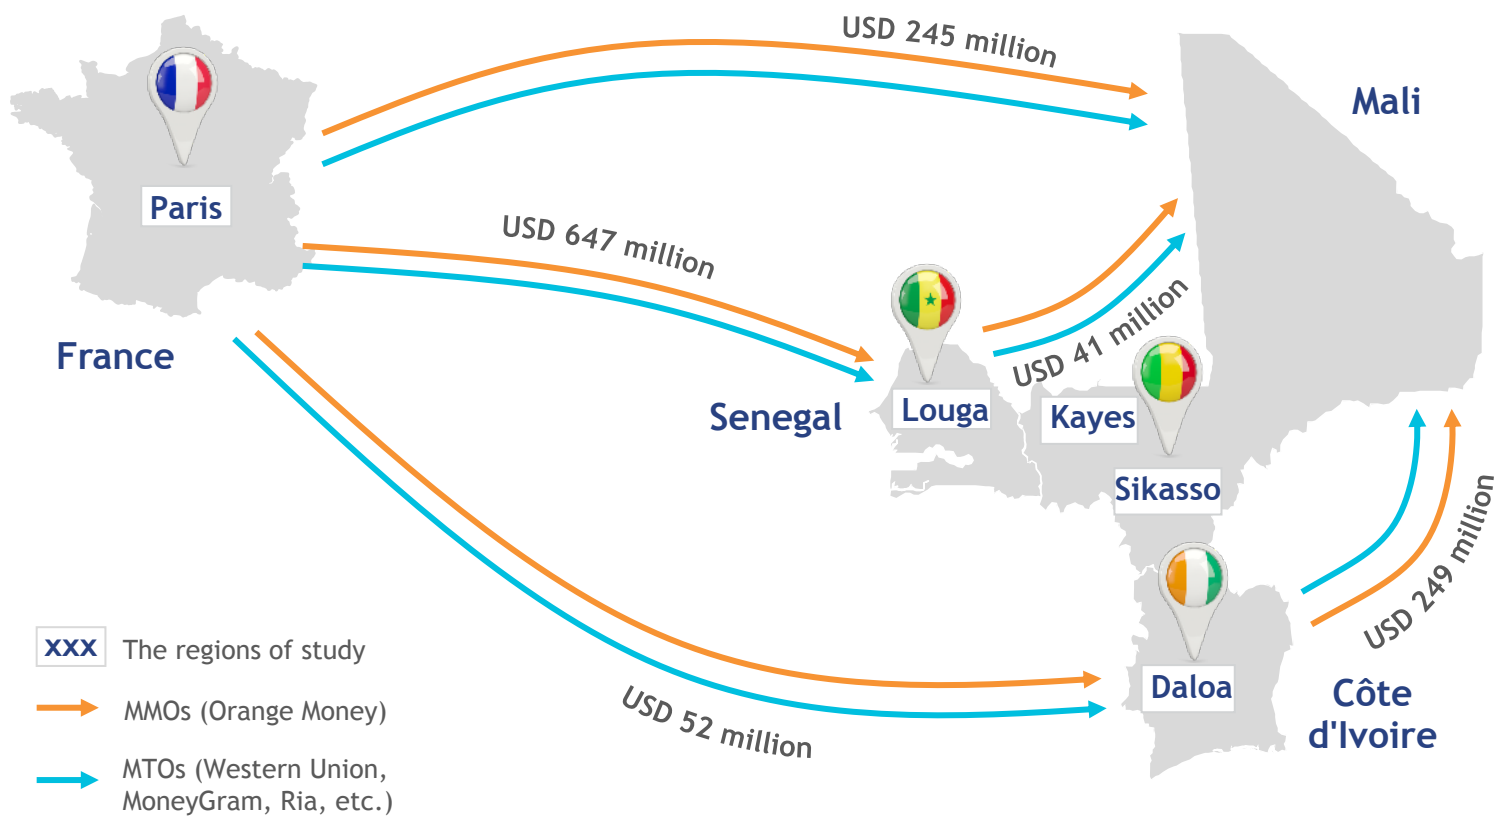 USD 245 million
Mali
Paris
USD 647 million
France
USD 41 million
Senegal
Louga
Kayes
Sikasso
USD 249 million
Daloa
Côte
d'Ivoire
USD 52 million
XXX The regions of study
MMOs (Orange Money)
MTOs (Western Union,
MoneyGram, Ria, etc.)